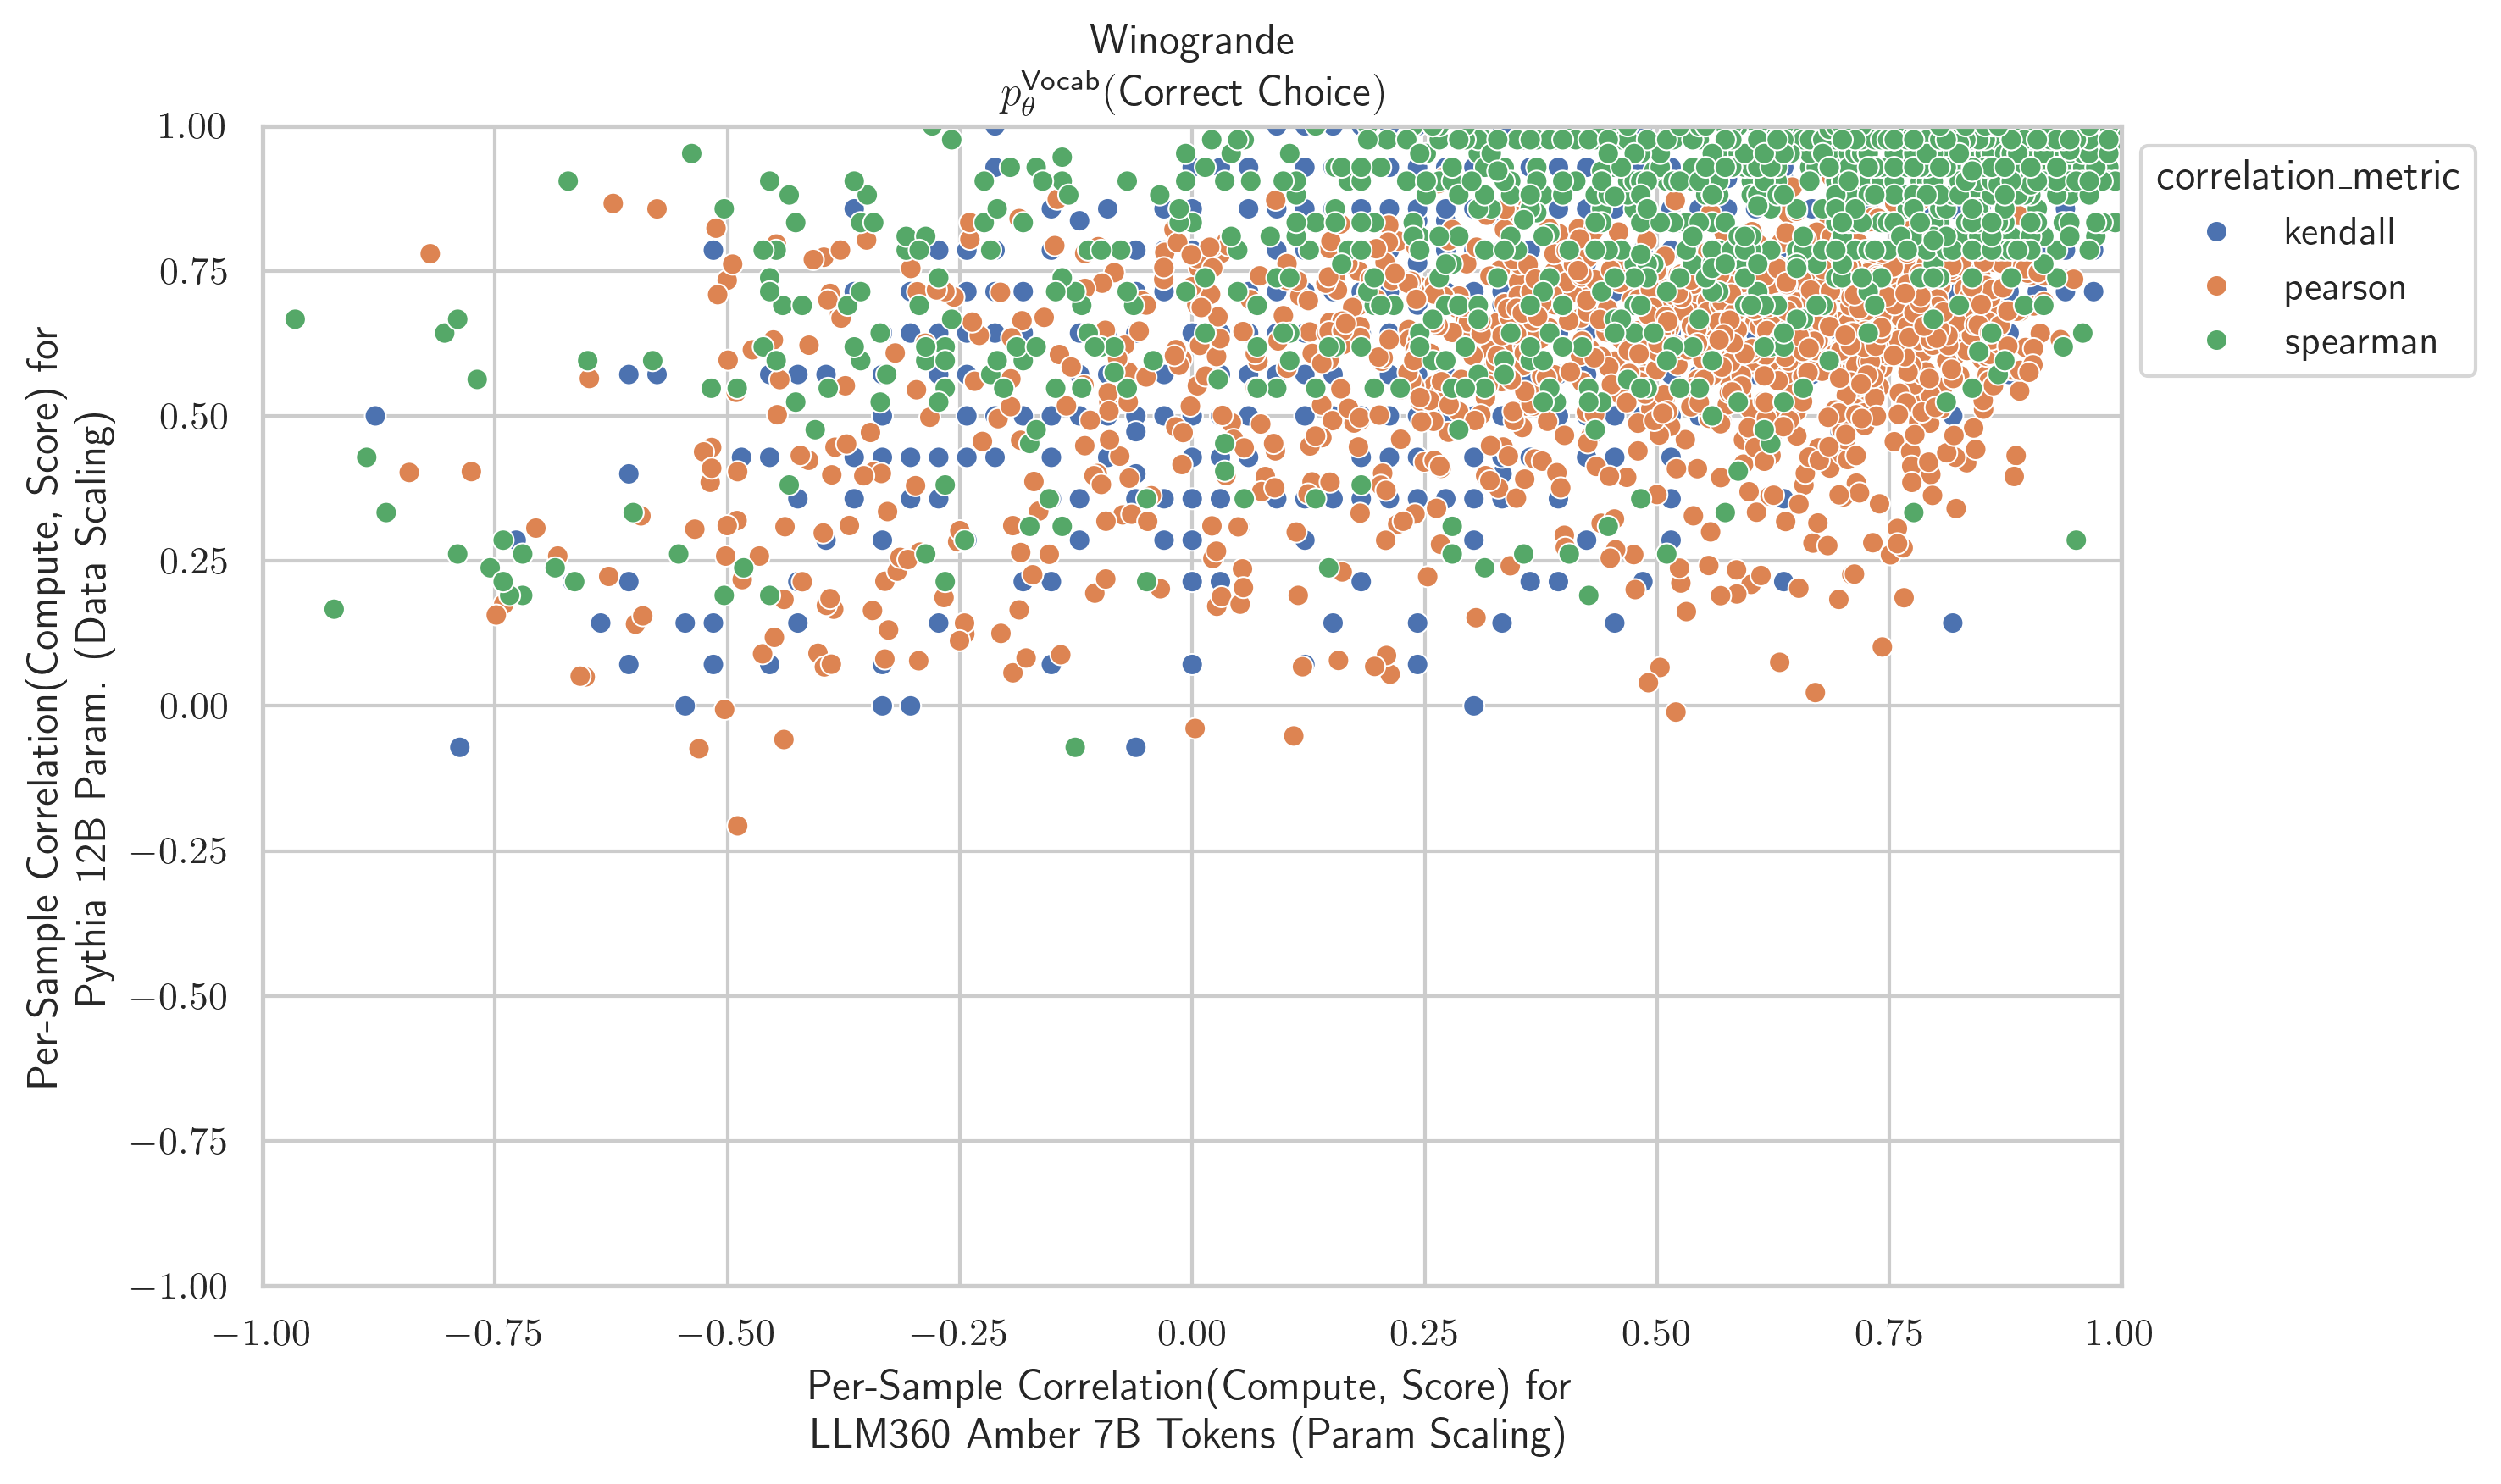 Winogrande
p_θ^Vocab(Correct Choice)
1.00
0.75
0.50
0.25
0.00
−0.25
−0.50
−0.75
−1.00
Per-Sample Correlation(Compute, Score) for
Pythia 12B Param. (Data Scaling)
−1.00 −0.75 −0.50 −0.25 0.00 0.25 0.50 0.75 1.00
Per-Sample Correlation(Compute, Score) for
LLM360 Amber 7B Tokens (Param Scaling)
correlation_metric
kendall
pearson
spearman